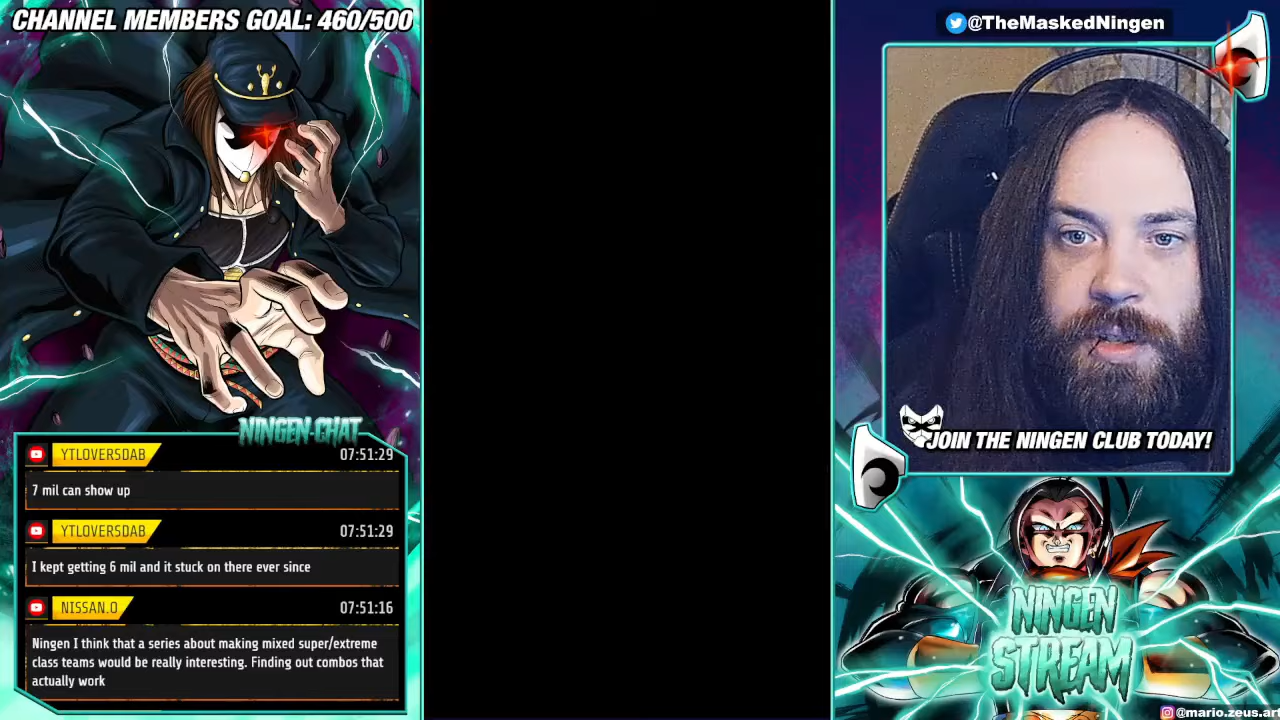 CHANNEL MEMBERS GOAL: 460/500
@TheMaskedNingen
JOIN THE NINGEN CLUB TODAY!
NINGEN CHAT
YTLOVERSDAB 07:51:29
7 mil can show up
YTLOVERSDAB 07:51:29
I kept getting 6 mil and it stuck on there ever since
NISSAN.O 07:51:16
Ningen I think that a series about making mixed super/extreme
class teams would be really interesting. Finding out combos that
actually work
NINGEN
STREAM
@mario.zeus.art